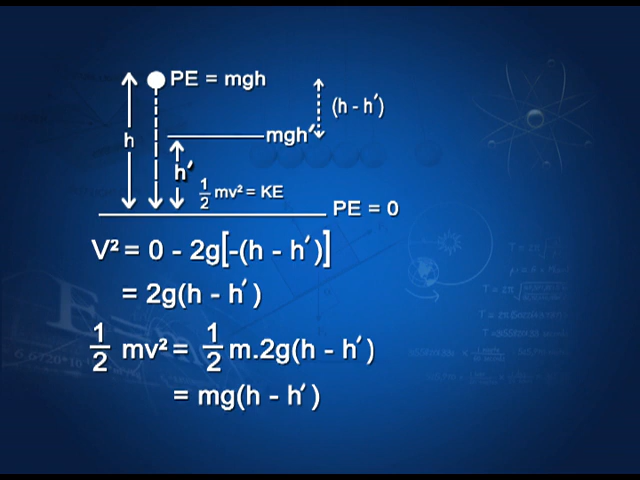 PE = mgh
(h - h′)
h
mgh′
h′
½ mv² = KE
PE = 0
V² = 0 - 2g[-(h - h′)]
= 2g(h - h′)
½ mv² = ½ m.2g(h - h′)
= mg(h - h′)